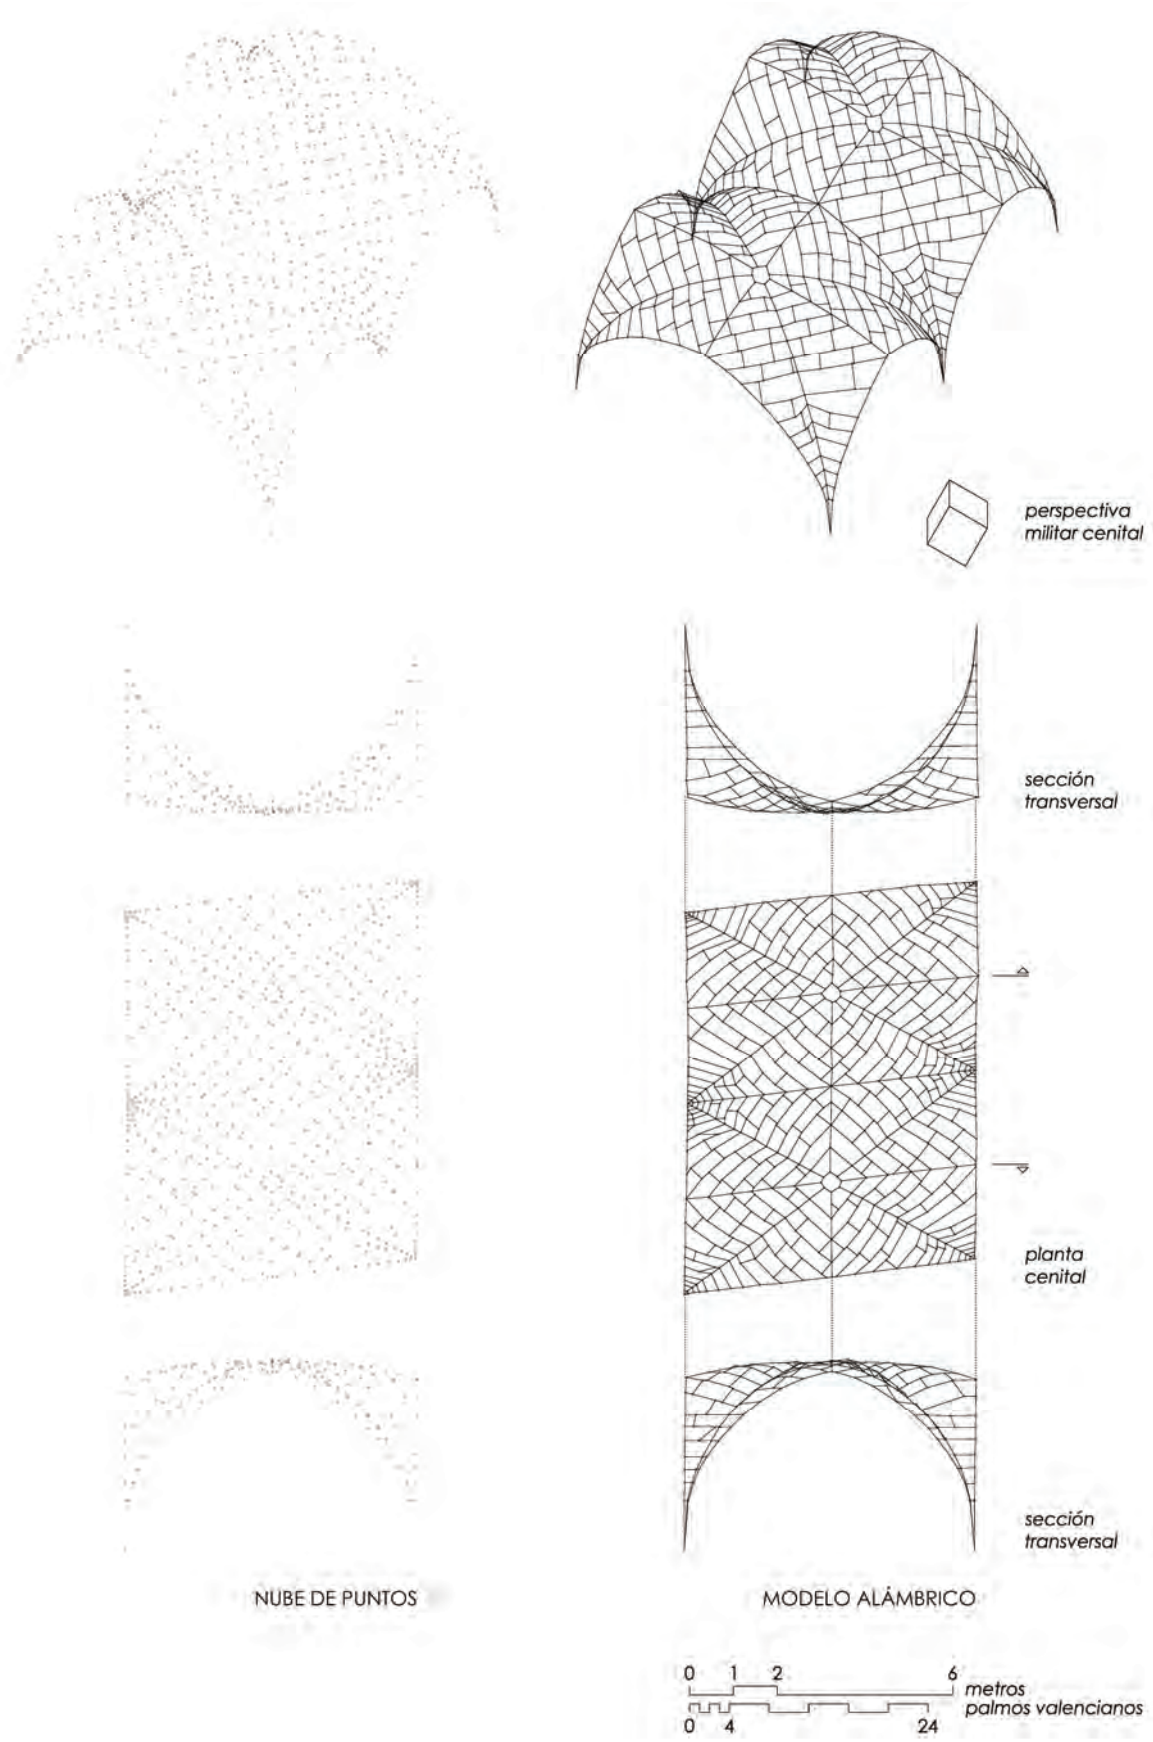 perspectiva
militar cenital
sección
transversal
planta
cenital
sección
transversal
NUBE DE PUNTOS
MODELO ALÁMBRICO
0 1 2 6
metros
palmos valencianos
0 4 24